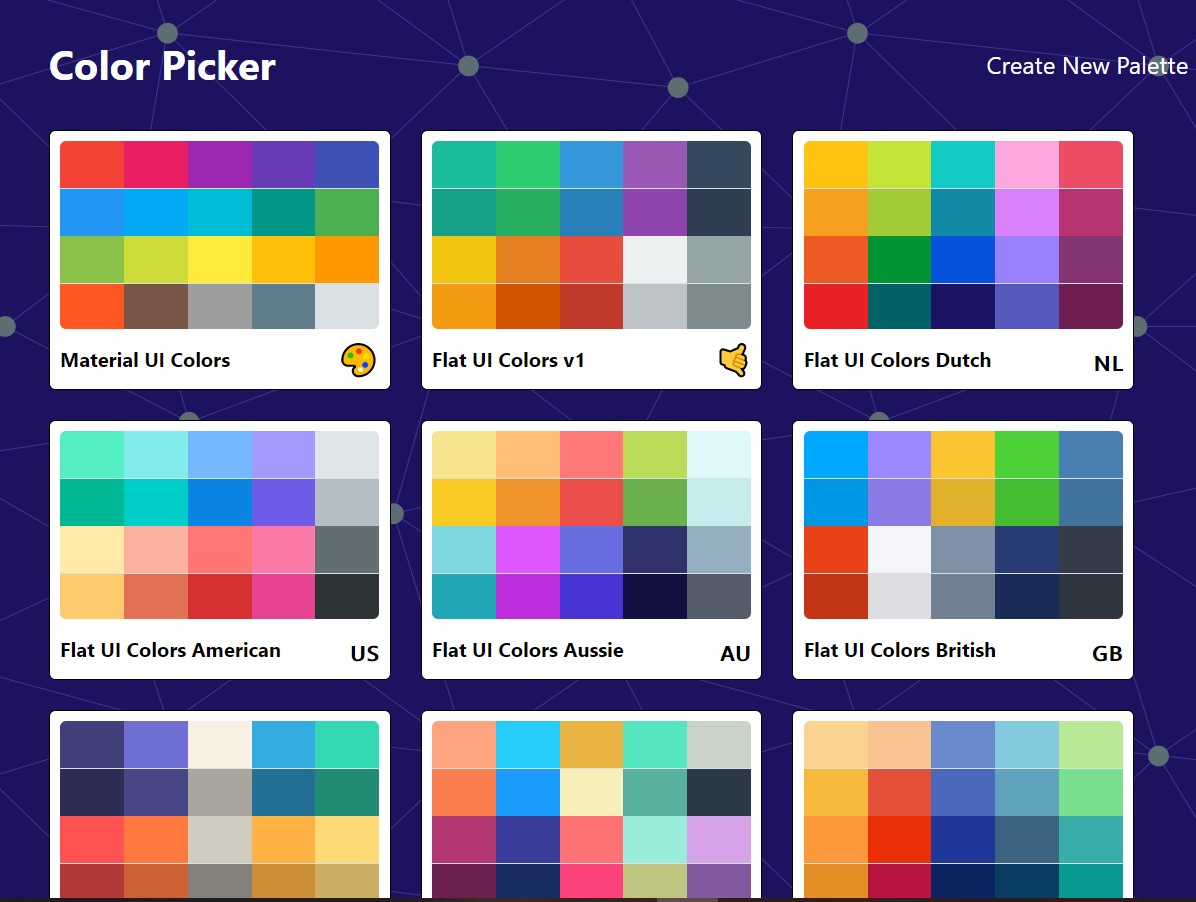 Color Picker
Create New Palette
Material UI Colors
Flat UI Colors v1
Flat UI Colors Dutch NL
Flat UI Colors American US
Flat UI Colors Aussie AU
Flat UI Colors British GB